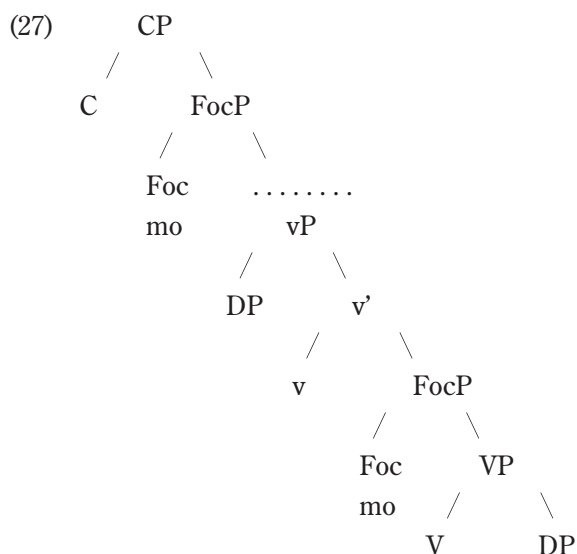 (27) CP
C FocP
Foc ........
mo vP
DP v’
v FocP
Foc VP
mo
V DP